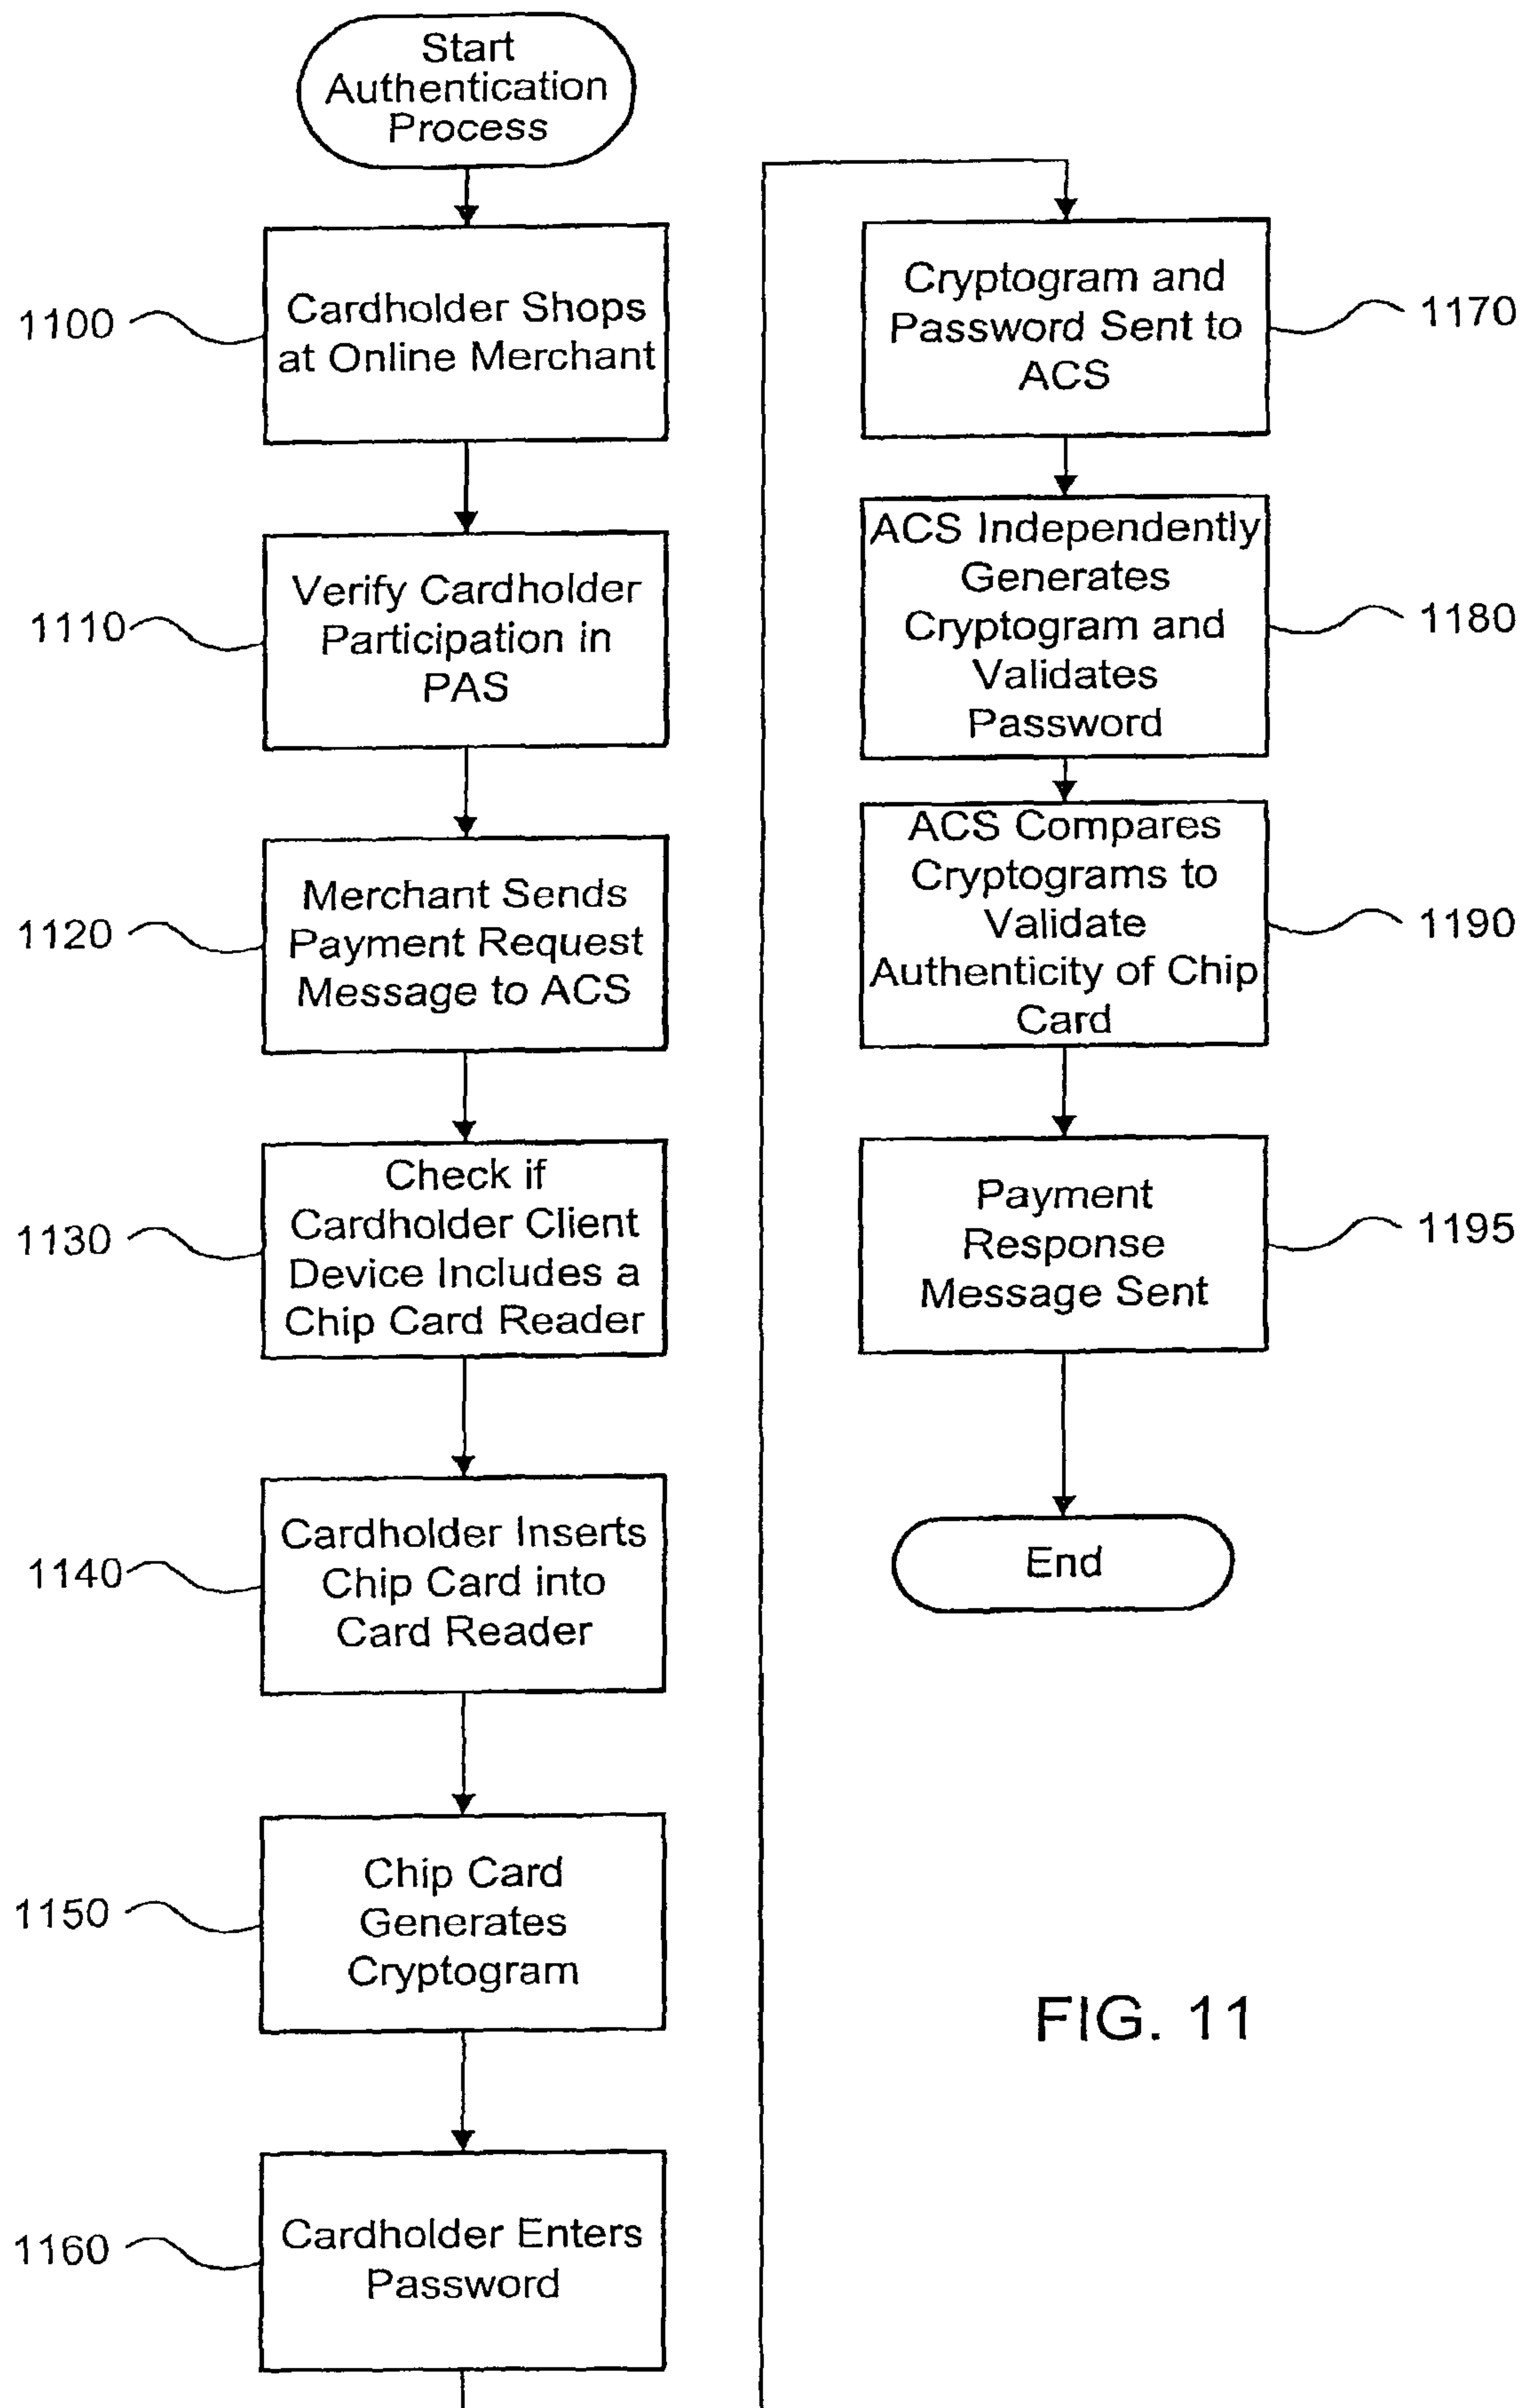 Start
Authentication
Process
1100
Cardholder Shops
at Online Merchant
1110
Verify Cardholder
Participation in
PAS
1120
Merchant Sends
Payment Request
Message to ACS
1130
Check if
Cardholder Client
Device Includes a
Chip Card Reader
1140
Cardholder Inserts
Chip Card into
Card Reader
1150
Chip Card
Generates
Cryptogram
1160
Cardholder Enters
Password
Cryptogram and
Password Sent to
ACS
1170
ACS Independently
Generates
Cryptogram and
Validates
Password
1180
ACS Compares
Cryptograms to
Validate
Authenticity of Chip
Card
1190
Payment
Response
Message Sent
1195
End
FIG. 11